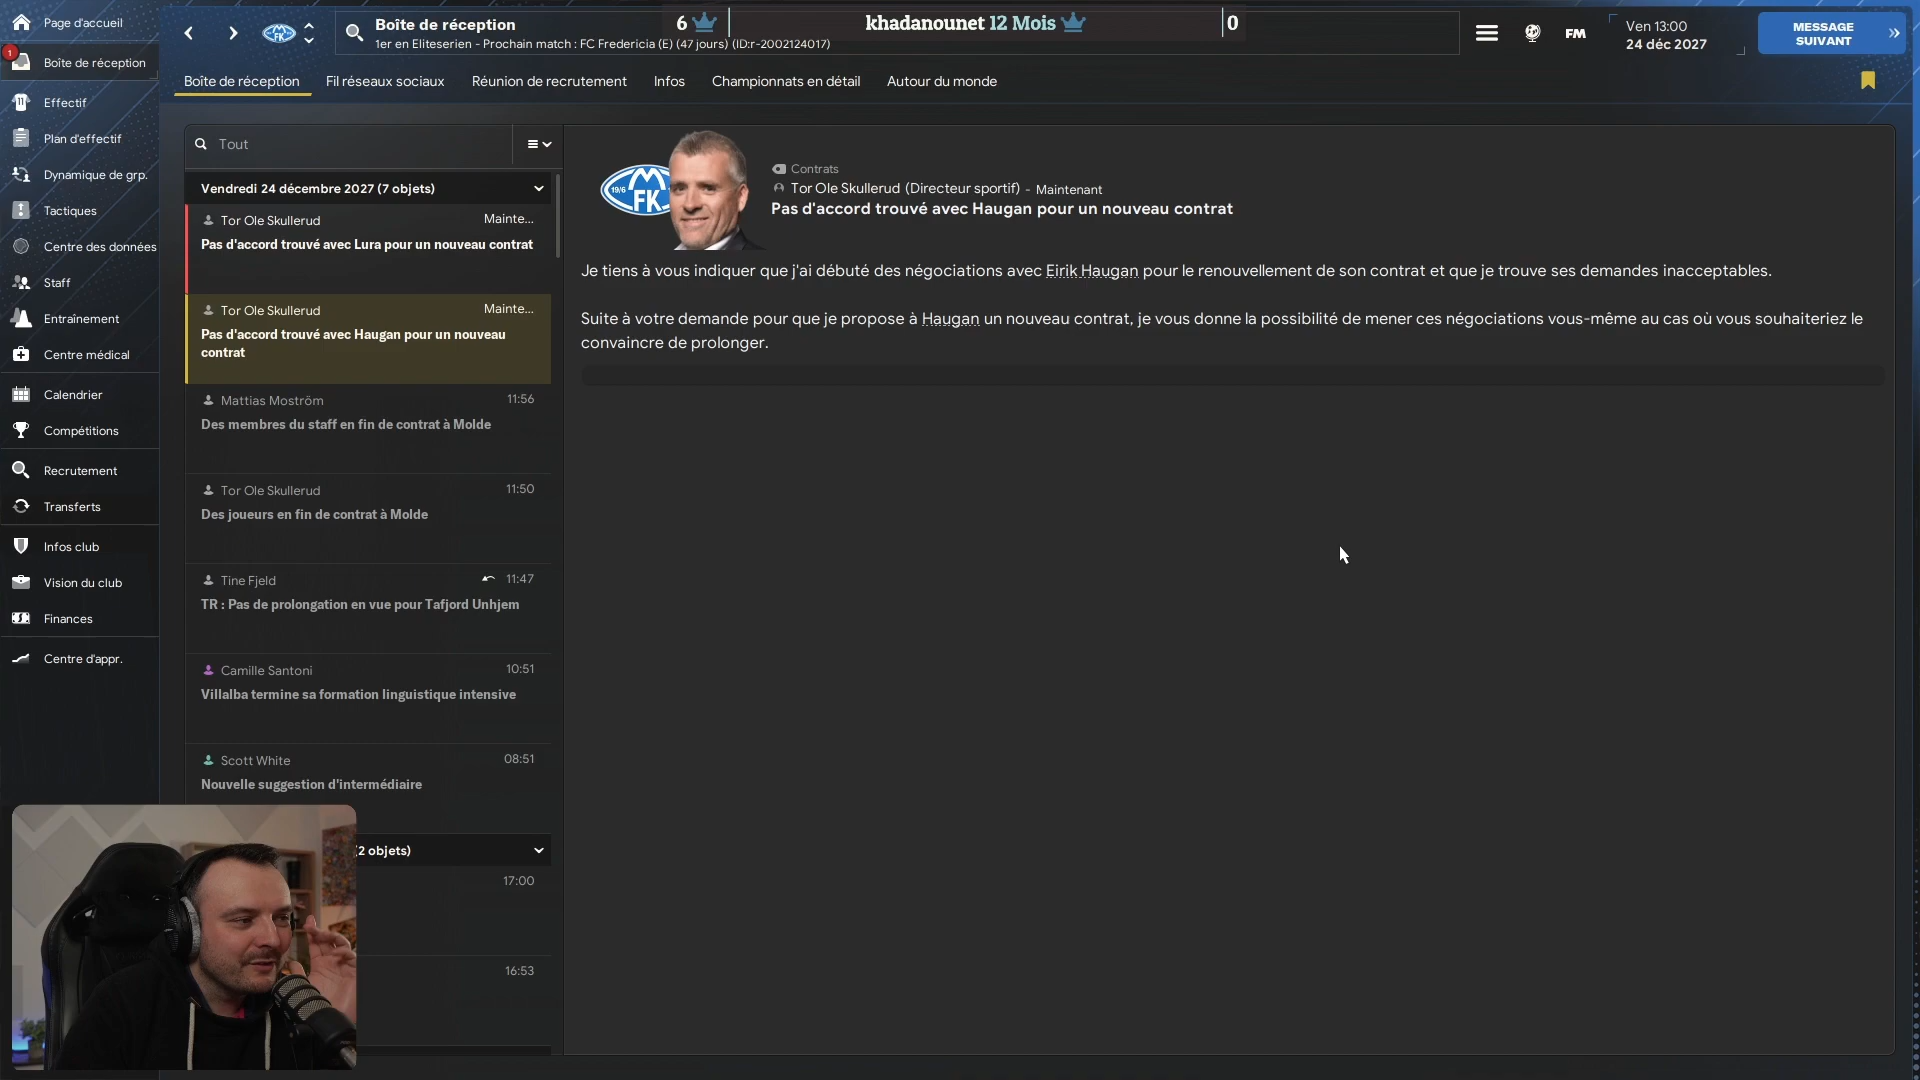 Page d'accueil
1
Boîte de réception
Effectif
Plan d'effectif
Dynamique de grp.
Tactiques
Centre des données
Staff
Entraînement
Centre médical
Calendrier
Compétitions
Recrutement
Transferts
Infos club
Vision du club
Finances
Centre d'appr.
Boîte de réception
1er en Eliteserien - Prochain match : FC Fredericia (E) (47 jours) (ID:r-2002124017)
6
khadanounet 12 Mois
0
FM
Ven 13:00
24 déc 2027
MESSAGE
SUIVANT
Boîte de réception
Fil réseaux sociaux
Réunion de recrutement
Infos
Championnats en détail
Autour du monde
Tout
Vendredi 24 décembre 2027 (7 objets)
Tor Ole Skullerud
Mainte...
Pas d'accord trouvé avec Lura pour un nouveau contrat
Tor Ole Skullerud
Mainte...
Pas d'accord trouvé avec Haugan pour un nouveau
contrat
Mattias Moström
11:56
Des membres du staff en fin de contrat à Molde
Tor Ole Skullerud
11:50
Des joueurs en fin de contrat à Molde
Tine Fjeld
11:47
TR : Pas de prolongation en vue pour Tafjord Unhjem
Camille Santoni
10:51
Villalba termine sa formation linguistique intensive
Scott White
08:51
Nouvelle suggestion d'intermédiaire
(2 objets)
17:00
16:53
19/6
M
FK
Contrats
Tor Ole Skullerud (Directeur sportif) - Maintenant
Pas d'accord trouvé avec Haugan pour un nouveau contrat
Je tiens à vous indiquer que j'ai débuté des négociations avec Eirik Haugan pour le renouvellement de son contrat et que je trouve ses demandes inacceptables.
Suite à votre demande pour que je propose à Haugan un nouveau contrat, je vous donne la possibilité de mener ces négociations vous-même au cas où vous souhaiteriez le
convaincre de prolonger.